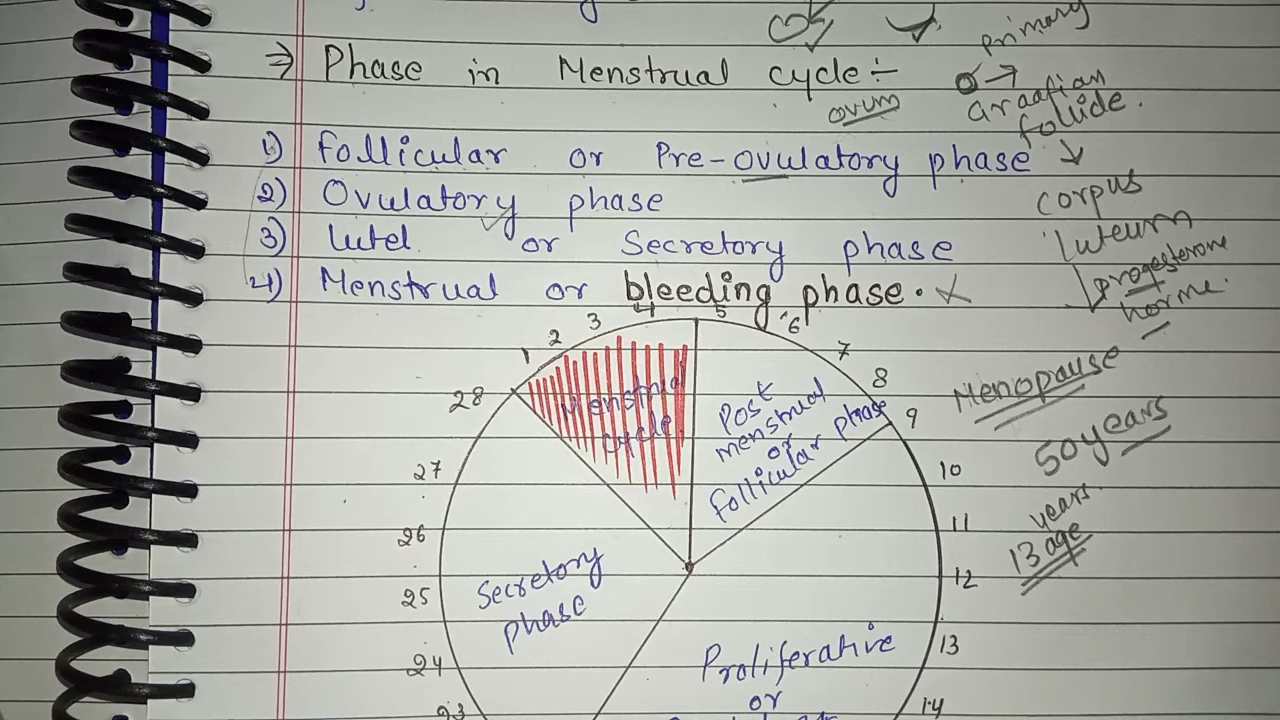 ⇒ Phase in Menstrual cycle÷
ovum
Primary
→ Graafian
follide.
1) Follicular or Pre-ovulatory phase
2) Ovulatory phase
3) lutel or Secretory phase
4) Menstrual or bleeding phase.
corpus
luteum
progesterone
horme.
Menopause
50 years
years.
13 age
1
2
3
4
5
6
7
8
9
10
11
12
13
14
28
27
26
25
24
23
Menstrual
cycle
Post
menstrual
or
follicular phase
Secretory
phase
Proliferative
or